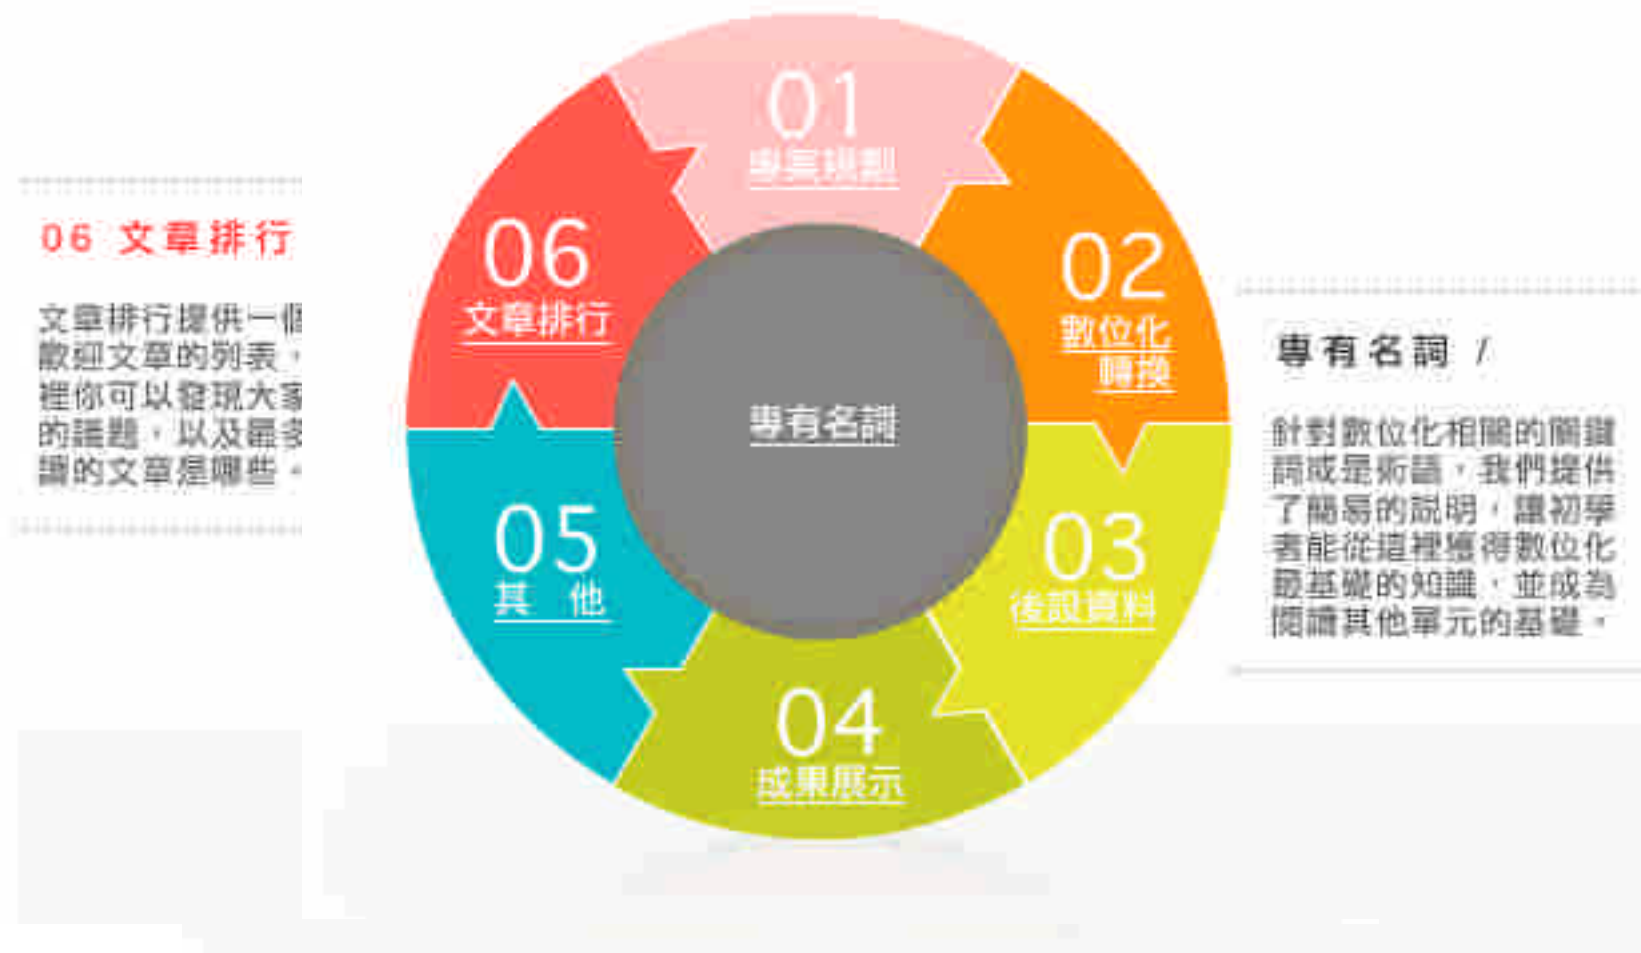 06 文章排行
文章排行提供一個
歡迎文章的列表，
裡你可以發現大家
的議題，以及最多
讀的文章是哪些。
01
專案規劃
02
數位化
轉換
03
後設資料
04
成果展示
05
其 他
06
文章排行
專有名詞
專有名詞 /
針對數位化相關的關鍵
詞或是術語，我們提供
了簡易的說明，讓初學
者能從這裡獲得數位化
最基礎的知識，並成為
閱讀其他單元的基礎。